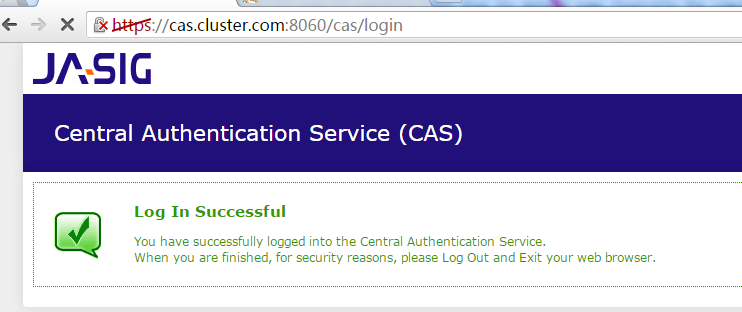 https://cas.cluster.com:8060/cas/login
JASIG
Central Authentication Service (CAS)
Log In Successful
You have successfully logged into the Central Authentication Service.
When you are finished, for security reasons, please Log Out and Exit your web browser.